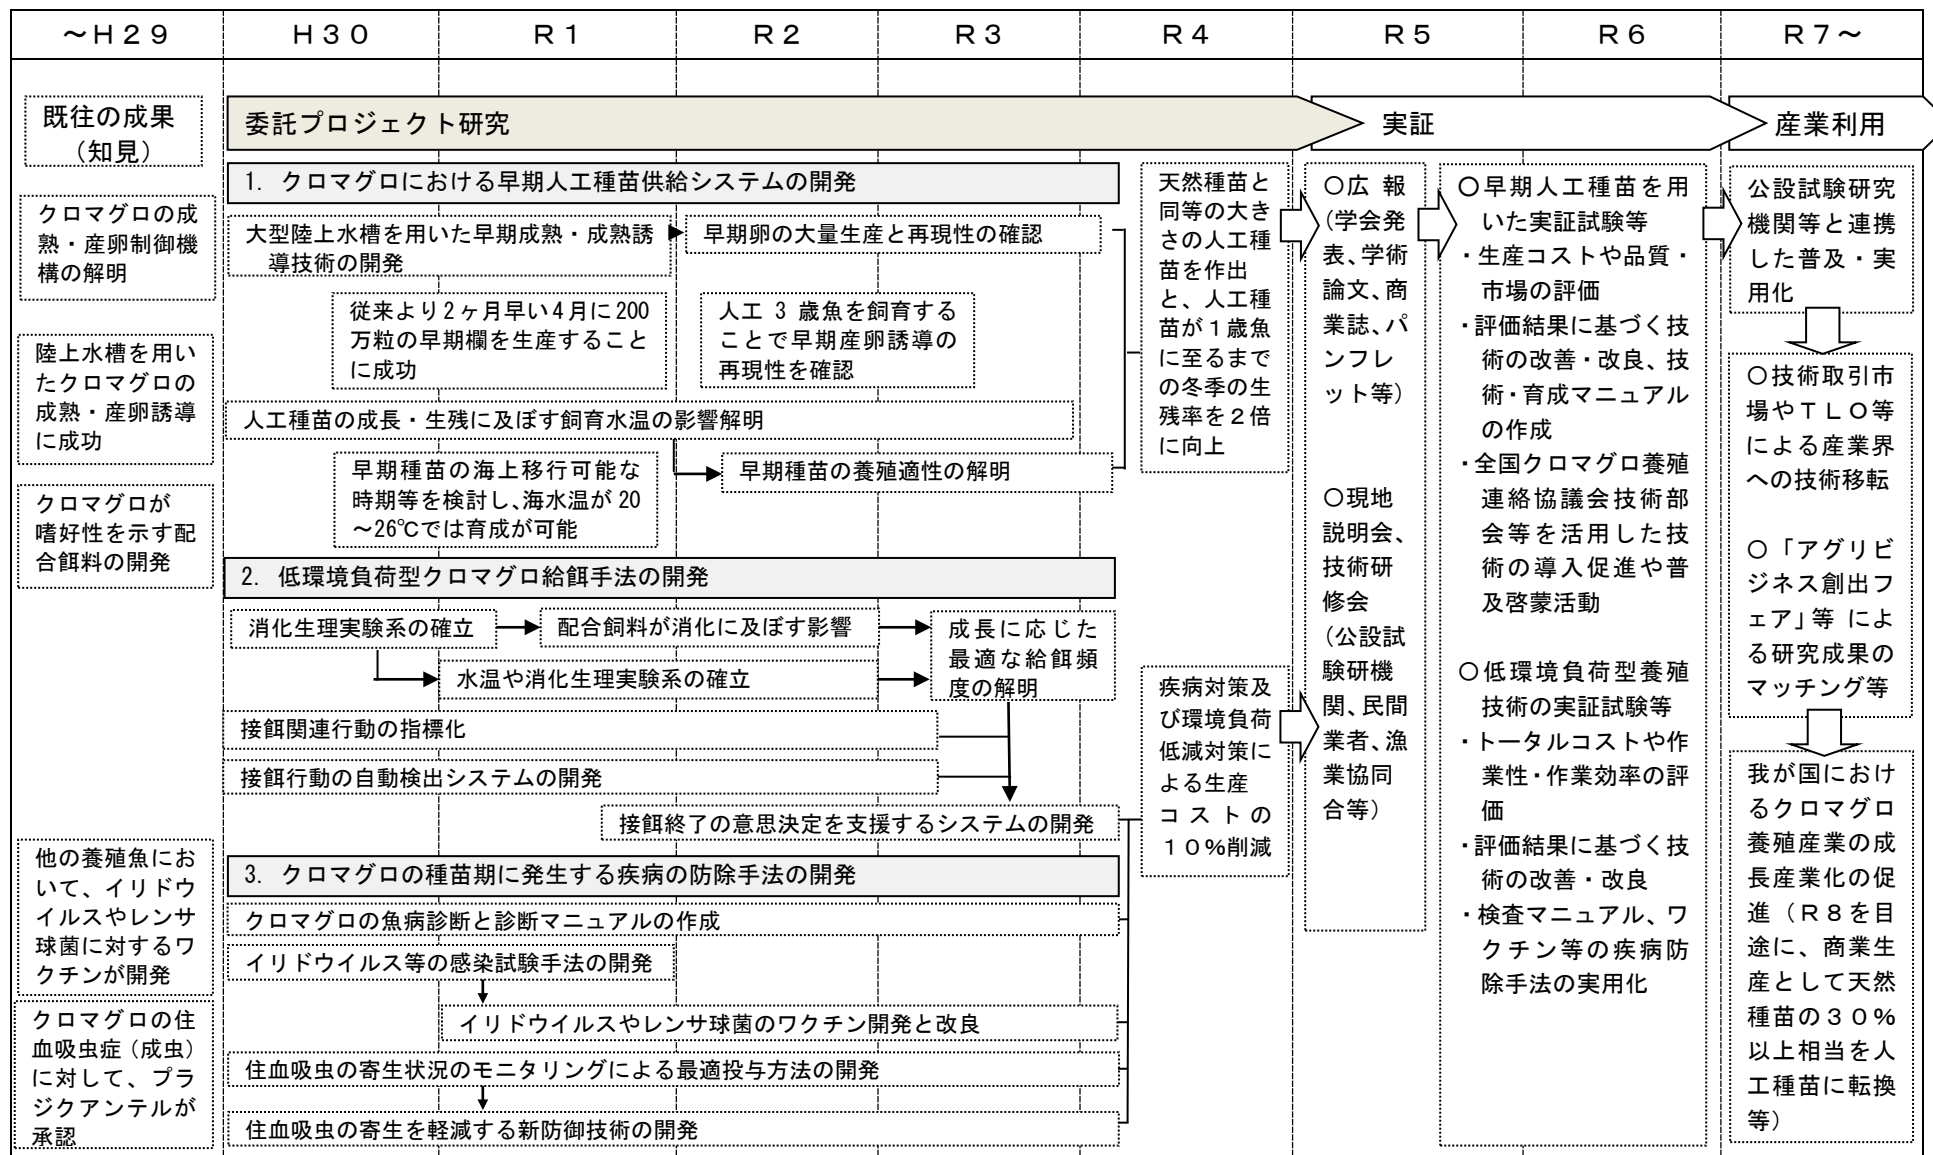 ～Ｈ２９
Ｈ３０
Ｒ１
Ｒ２
Ｒ３
Ｒ４
Ｒ５
Ｒ６
Ｒ７～
既往の成果
（知見）
委託プロジェクト研究
実証
産業利用
クロマグロの成
熟・産卵制御機
構の解明
陸上水槽を用い
たクロマグロの
成熟・産卵誘導
に成功
クロマグロが
嗜好性を示す配
合餌料の開発
他の養殖魚にお
いて、イリドウ
イルスやレンサ
球菌に対するワ
クチンが開発
クロマグロの住
血吸虫症（成虫）
に対して、プラ
ジクアンテルが
承認
1. クロマグロにおける早期人工種苗供給システムの開発
大型陸上水槽を用いた早期成熟・成熟誘
導技術の開発
早期卵の大量生産と再現性の確認
従来より2ヶ月早い4月に200
万粒の早期欄を生産すること
に成功
人工 3 歳魚を飼育する
ことで早期産卵誘導の
再現性を確認
人工種苗の成長・生残に及ぼす飼育水温の影響解明
早期種苗の養殖適性の解明
早期種苗の海上移行可能な
時期等を検討し、海水温が 20
～26℃では育成が可能
2. 低環境負荷型クロマグロ給餌手法の開発
消化生理実験系の確立
配合飼料が消化に及ぼす影響
水温や消化生理実験系の確立
成長に応じた
最適な給餌頻
度の解明
接餌関連行動の指標化
接餌行動の自動検出システムの開発
接餌終了の意思決定を支援するシステムの開発
3. クロマグロの種苗期に発生する疾病の防除手法の開発
クロマグロの魚病診断と診断マニュアルの作成
イリドウイルス等の感染試験手法の開発
イリドウイルスやレンサ球菌のワクチン開発と改良
住血吸虫の寄生状況のモニタリングによる最適投与方法の開発
住血吸虫の寄生を軽減する新防御技術の開発
天然種苗と
同等の大き
さの人工種
苗を作出
と、人工種
苗が１歳魚
に至るまで
の冬季の生
残率を２倍
に向上
疾病対策及
び環境負荷
低減対策に
よる生産
コストの
１０％削減
○広 報
（学会発
表、学術
論文、商
業誌、パ
ンフレ
ット等）
○現地
説明会、
技術研
修会
（公設試
験研機
関、民間
業者、漁
業協同
合等）
○早期人工種苗を用
いた実証試験等
・生産コストや品質・
市場の評価
・評価結果に基づく技
術の改善・改良、技
術・育成マニュアル
の作成
・全国クロマグロ養殖
連絡協議会技術部
会等を活用した技
術の導入促進や普
及啓蒙活動
○低環境負荷型養殖
技術の実証試験等
・トータルコストや作
業性・作業効率の評
価
・評価結果に基づく技
術の改善・改良
・検査マニュアル、ワ
クチン等の疾病防
除手法の実用化
公設試験研究
機関等と連携
した普及・実
用化
○技術取引市
場やＴＬＯ等
による産業界
への技術移転
○「アグリビ
ジネス創出フ
ェア」等 によ
る研究成果の
マッチング等
我が国におけ
るクロマグロ
養殖産業の成
長産業化の促
進（Ｒ８を目
途に、商業生
産として天然
種苗の３０％
以上相当を人
工種苗に転換
等）